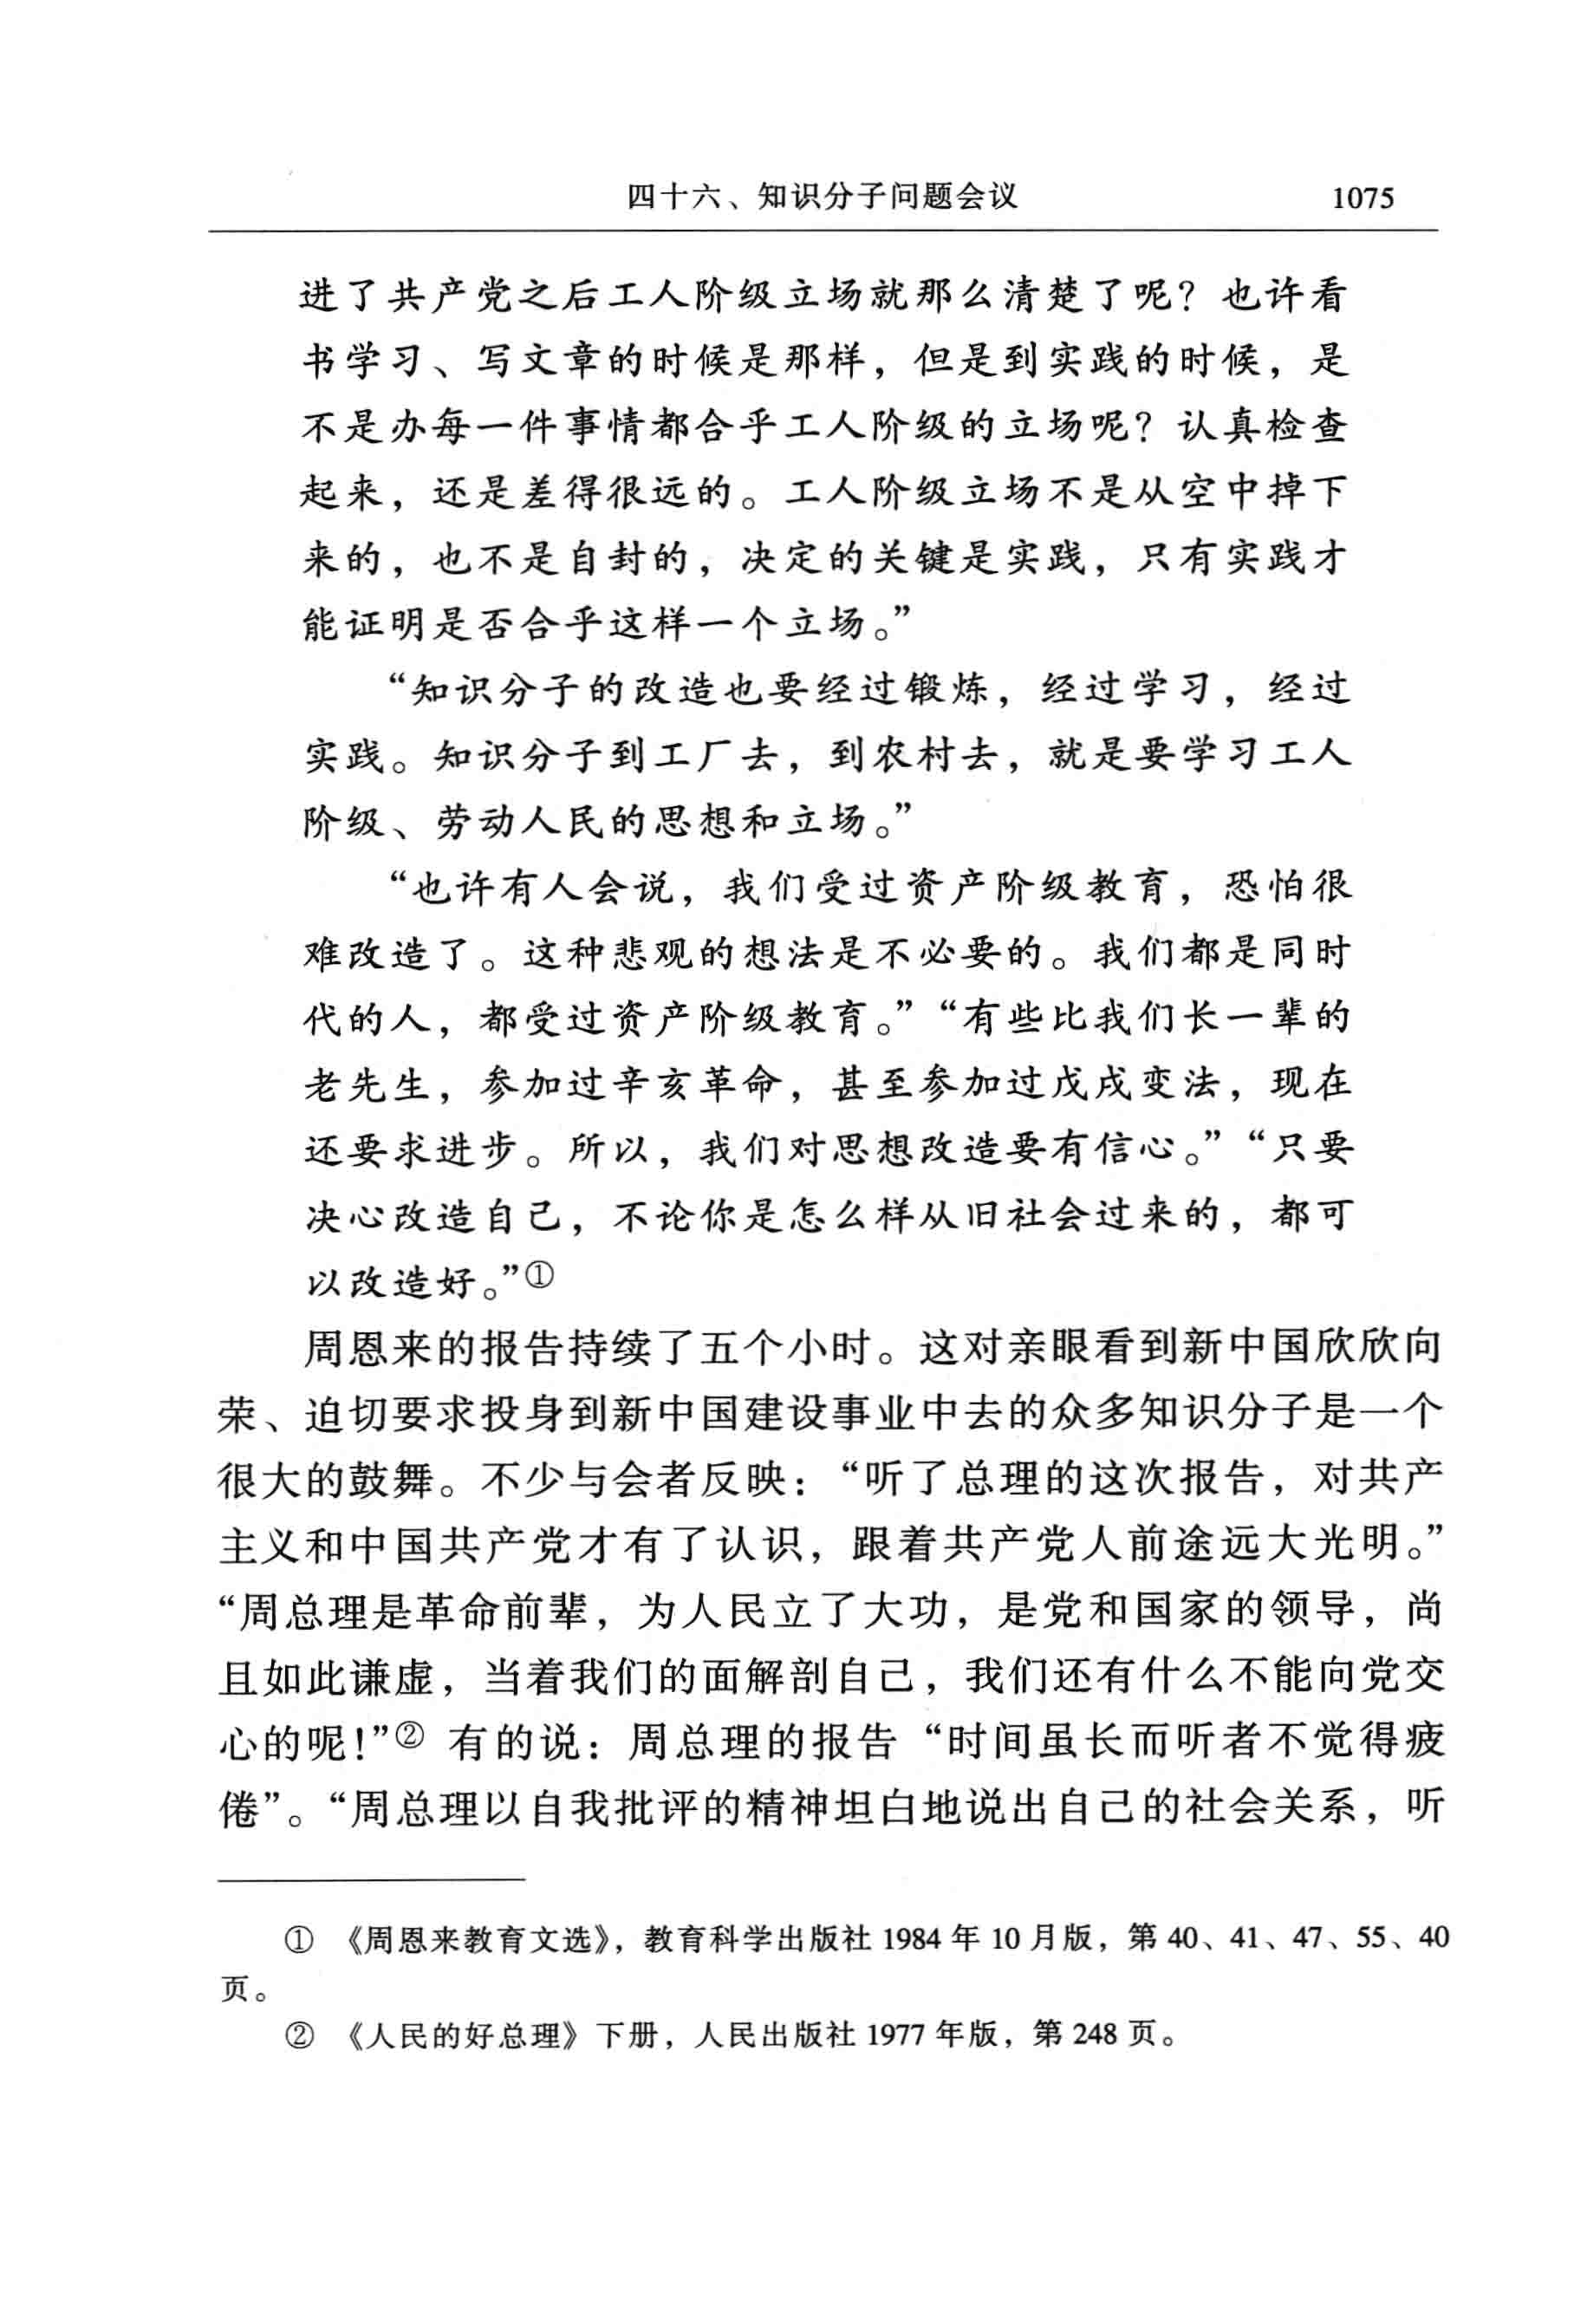 四十六、知识分子问题会议 1075
进了共产党之后工人阶级立场就那么清楚了呢？也许看
书学习、写文章的时候是那样，但是到实践的时候，是
不是办每一件事情都合乎工人阶级的立场呢？认真检查
起来，还是差得很远的。工人阶级立场不是从空中掉下
来的，也不是自封的，决定的关键是实践，只有实践才
能证明是否合乎这样一个立场。”
“知识分子的改造也要经过锻炼，经过学习，经过
实践。知识分子到工厂去，到农村去，就是要学习工人
阶级、劳动人民的思想和立场。”
“也许有人会说，我们受过资产阶级教育，恐怕很
难改造了。这种悲观的想法是不必要的。我们都是同时
代的人，都受过资产阶级教育。”“有些比我们长一辈的
老先生，参加过辛亥革命，甚至参加过戊戌变法，现在
还要求进步。所以，我们对思想改造要有信心。”“只要
决心改造自己，不论你是怎么样从旧社会过来的，都可
以改造好。”①
周恩来的报告持续了五个小时。这对亲眼看到新中国欣欣向
荣、迫切要求投身到新中国建设事业中去的众多知识分子是一个
很大的鼓舞。不少与会者反映：“听了总理的这次报告，对共产
主义和中国共产党才有了认识，跟着共产党人前途远大光明。”
“周总理是革命前辈，为人民立了大功，是党和国家的领导，尚
且如此谦虚，当着我们的面解剖自己，我们还有什么不能向党交
心的呢！”② 有的说：周总理的报告“时间虽长而听者不觉得疲
倦”。“周总理以自我批评的精神坦白地说出自己的社会关系，听
① 《周恩来教育文选》，教育科学出版社 1984 年 10 月版，第 40、41、47、55、40
页。
② 《人民的好总理》下册，人民出版社 1977 年版，第 248 页。